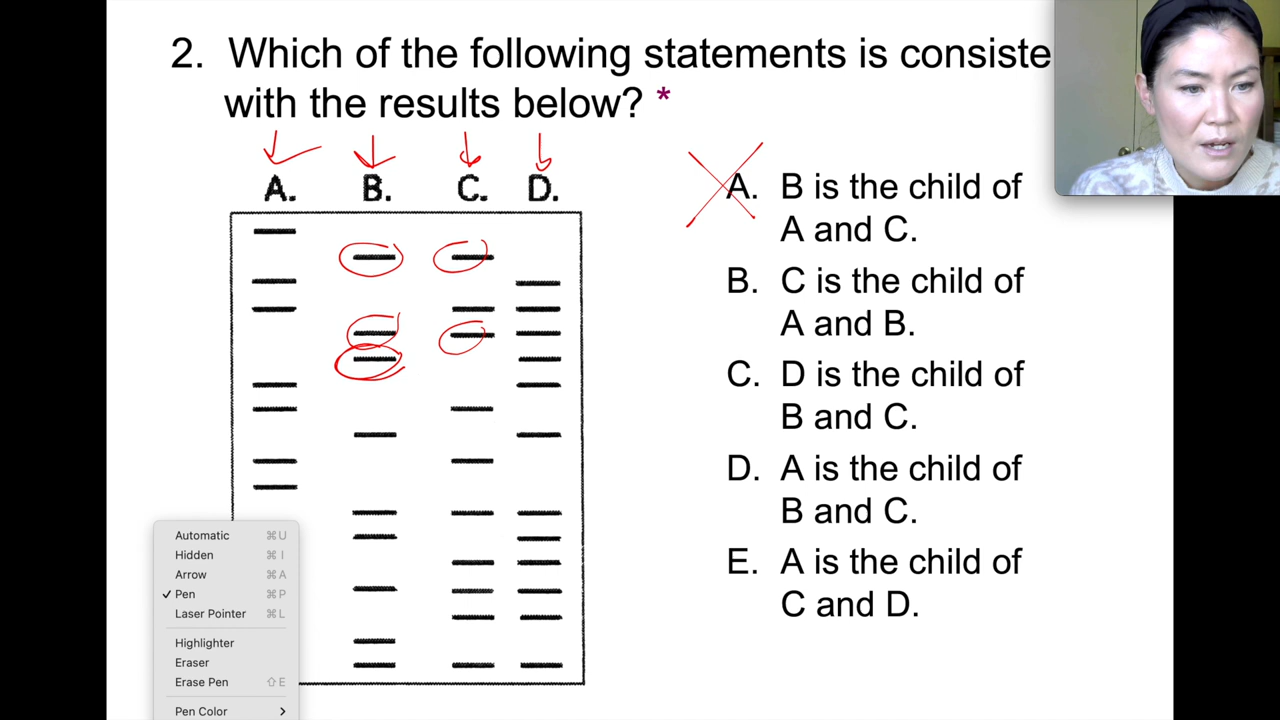 2. Which of the following statements is consiste
with the results below? *
A. B. C. D.
A. B is the child of
A and C.
B. C is the child of
A and B.
C. D is the child of
B and C.
D. A is the child of
B and C.
E. A is the child of
C and D.
Automatic ⌘U
Hidden ⌘I
Arrow ⌘A
✓ Pen ⌘P
Laser Pointer ⌘L
Highlighter
Eraser
Erase Pen ⇧E
Pen Color >